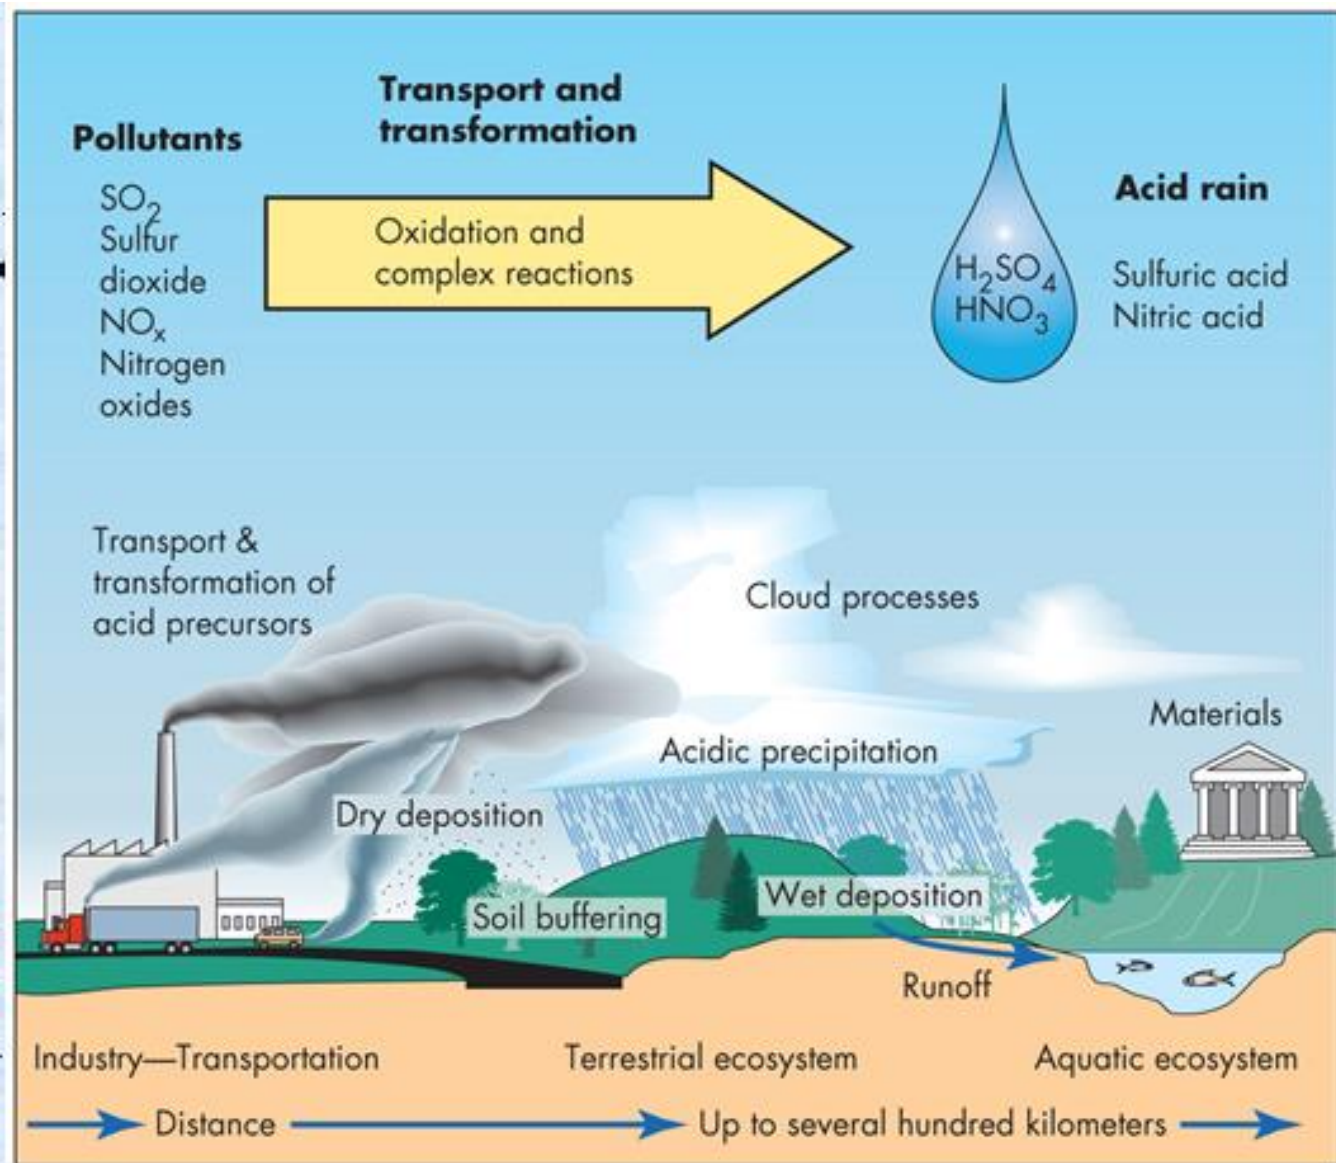 Pollutants
SO₂
Sulfur
dioxide
NOₓ
Nitrogen
oxides
Transport and
transformation
Oxidation and
complex reactions
H₂SO₄
HNO₃
Acid rain
Sulfuric acid
Nitric acid
Transport &
transformation of
acid precursors
Cloud processes
Materials
Acidic precipitation
Dry deposition
Soil buffering
Wet deposition
Runoff
Industry—Transportation
Terrestrial ecosystem
Aquatic ecosystem
Distance
Up to several hundred kilometers